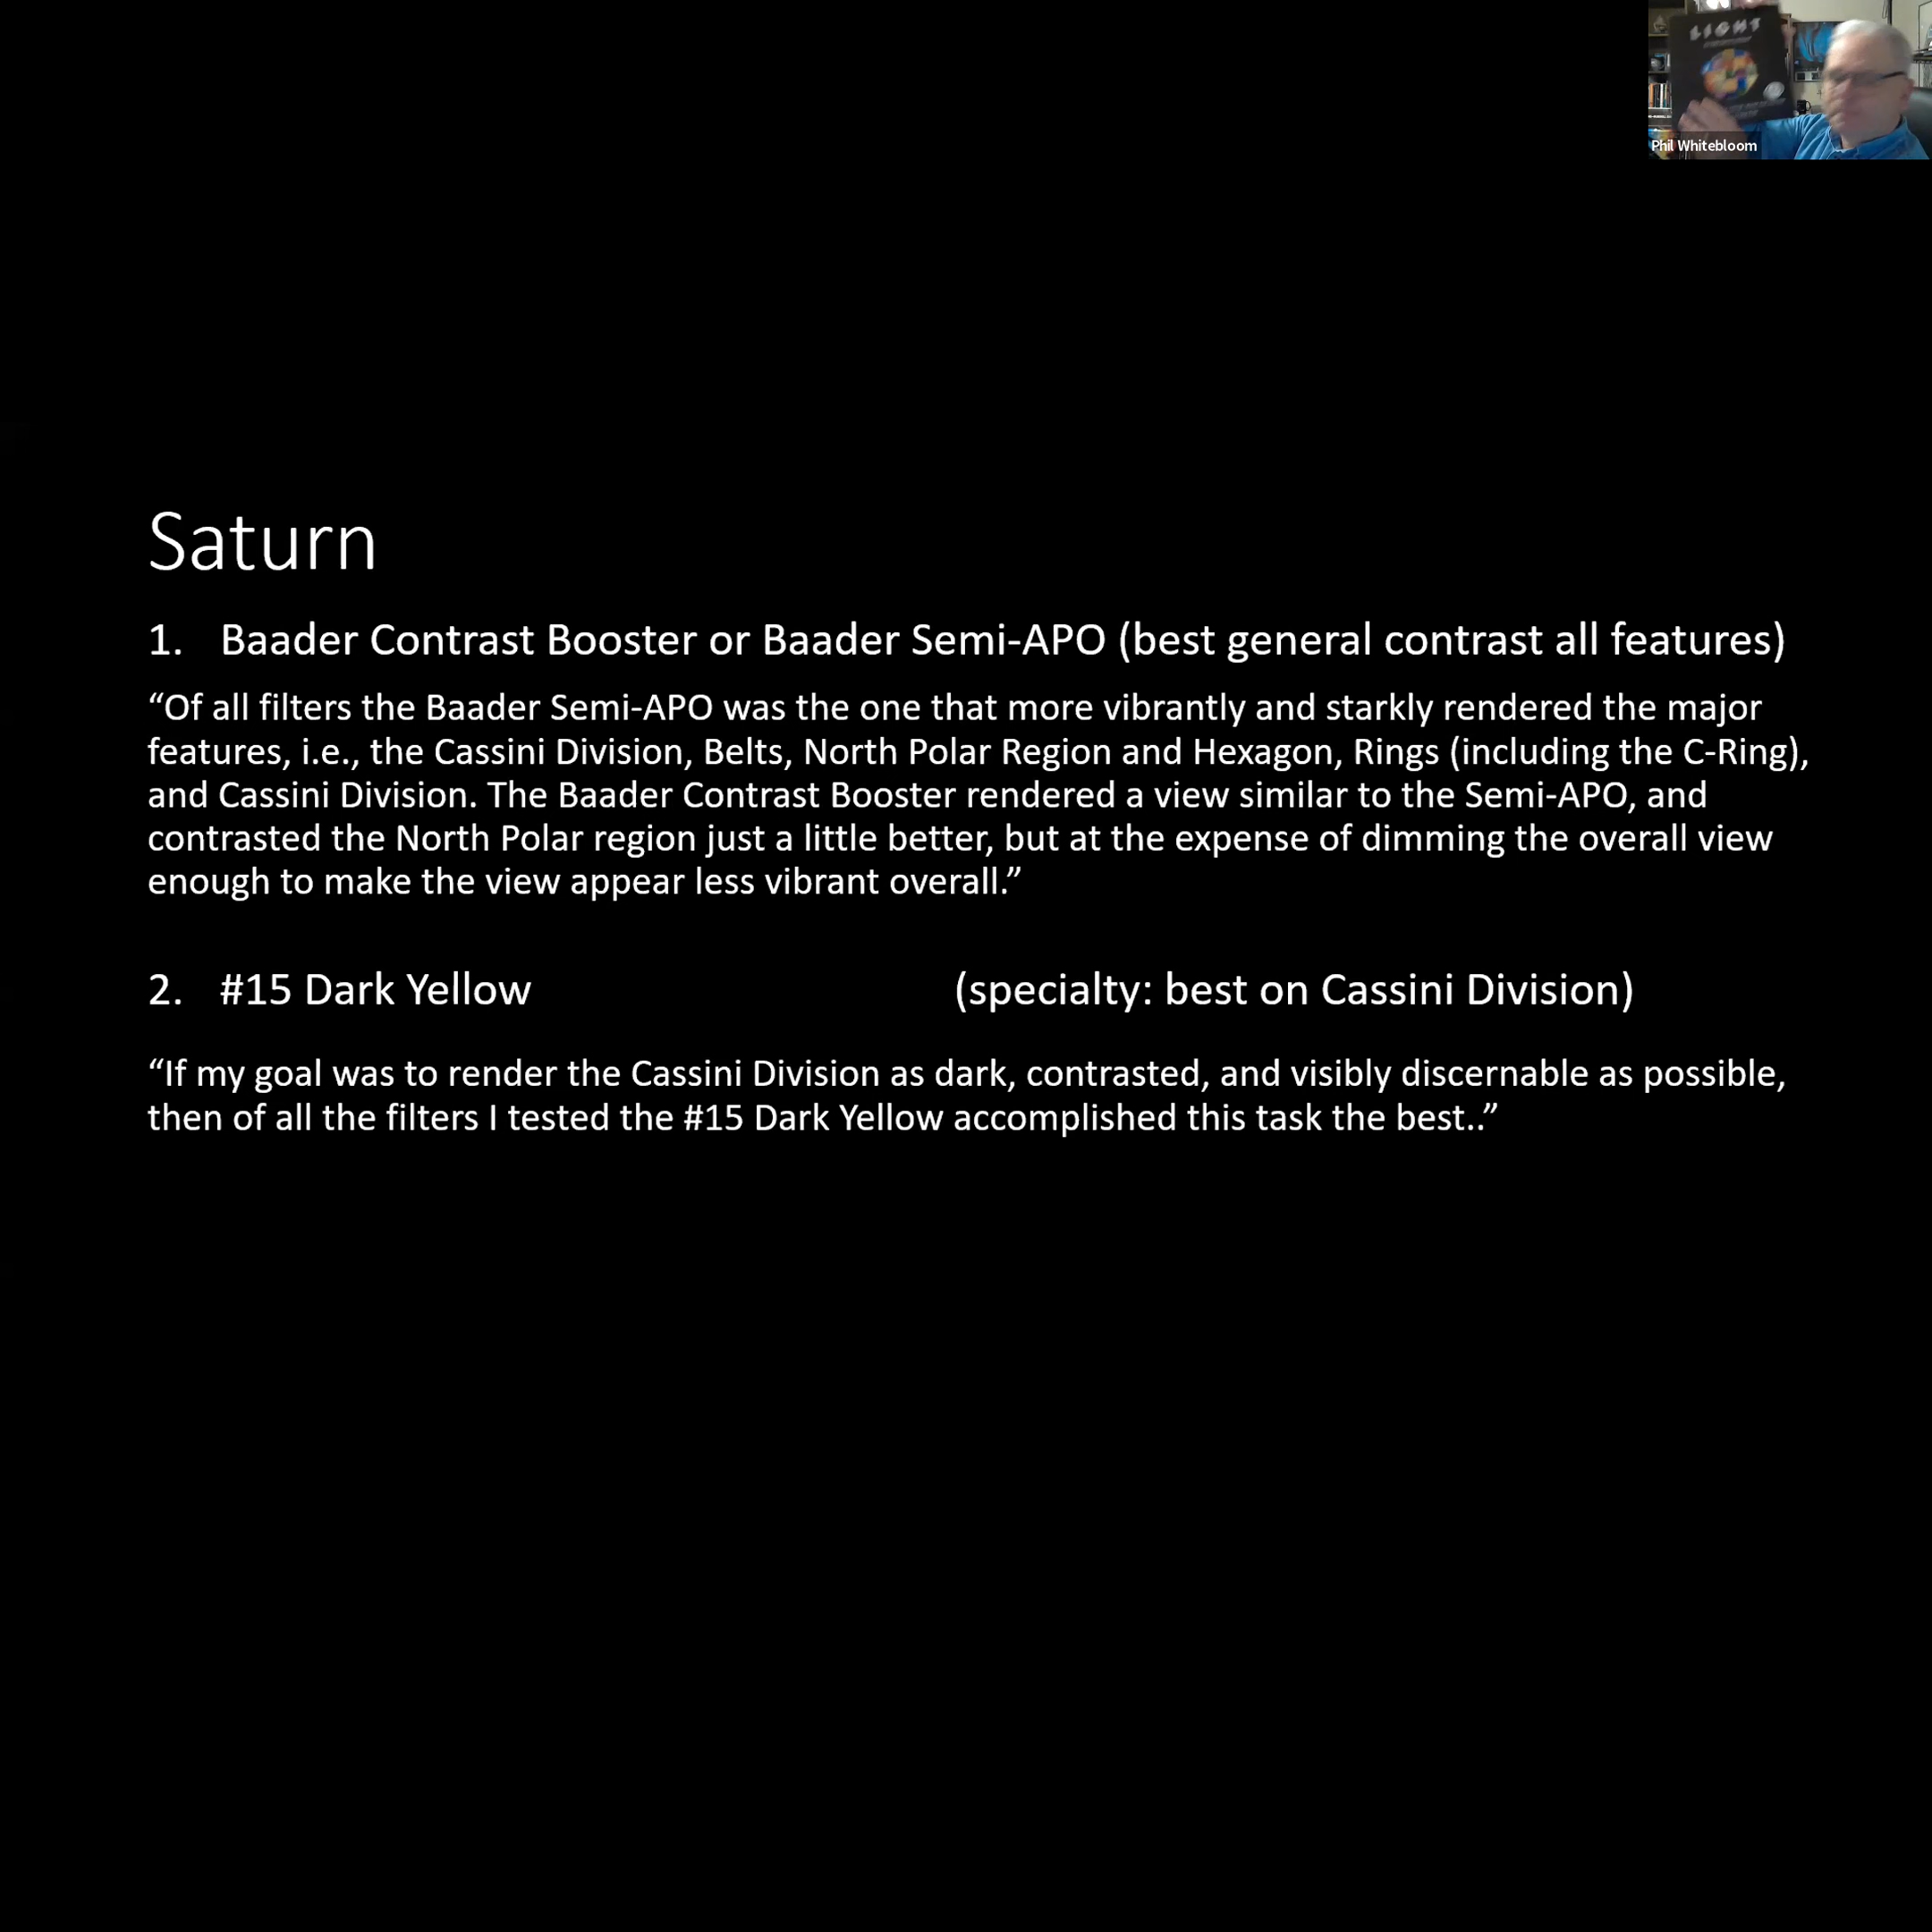 LIGHT
Phil Whitebloom
Saturn
1. Baader Contrast Booster or Baader Semi-APO (best general contrast all features)
“Of all filters the Baader Semi-APO was the one that more vibrantly and starkly rendered the major
features, i.e., the Cassini Division, Belts, North Polar Region and Hexagon, Rings (including the C-Ring),
and Cassini Division. The Baader Contrast Booster rendered a view similar to the Semi-APO, and
contrasted the North Polar region just a little better, but at the expense of dimming the overall view
enough to make the view appear less vibrant overall.”
2. #15 Dark Yellow (specialty: best on Cassini Division)
“If my goal was to render the Cassini Division as dark, contrasted, and visibly discernable as possible,
then of all the filters I tested the #15 Dark Yellow accomplished this task the best..”